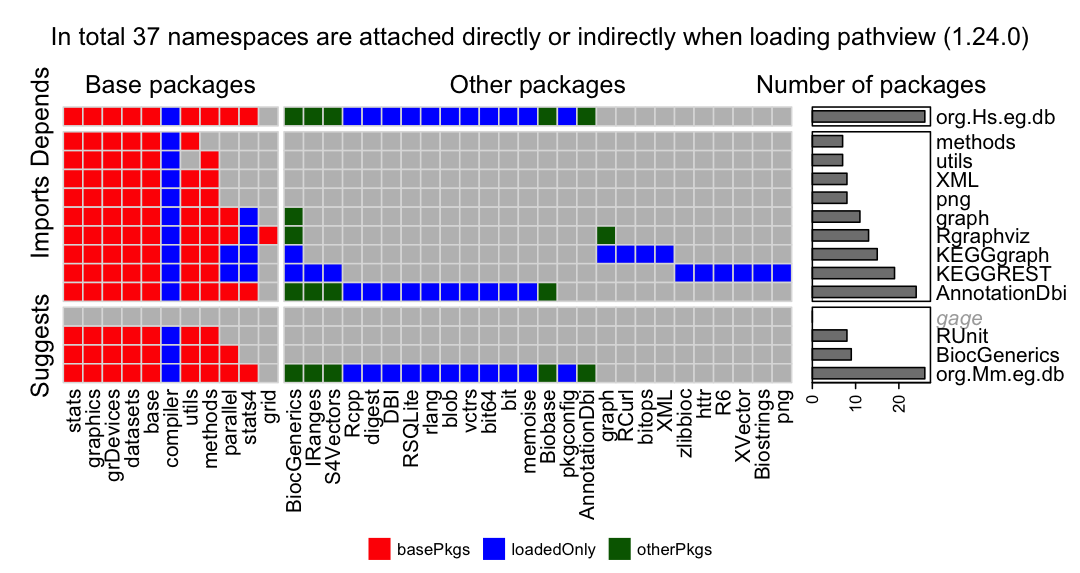 In total 37 namespaces are attached directly or indirectly when loading pathview (1.24.0)
Base packages
Other packages
Number of packages
Depends
Imports
Suggests
org.Hs.eg.db
methods
utils
XML
png
graph
Rgraphviz
KEGGgraph
KEGGREST
AnnotationDbi
gage
RUnit
BiocGenerics
org.Mm.eg.db
0
10
20
stats
graphics
grDevices
datasets
base
compiler
utils
methods
parallel
stats4
grid
BiocGenerics
IRanges
S4Vectors
Rcpp
digest
DBI
RSQLite
rlang
blob
vctrs
bit64
bit
memoise
Biobase
pkgconfig
AnnotationDbi
graph
RCurl
bitops
XML
zlibbioc
httr
R6
XVector
Biostrings
png
basePkgs
loadedOnly
otherPkgs